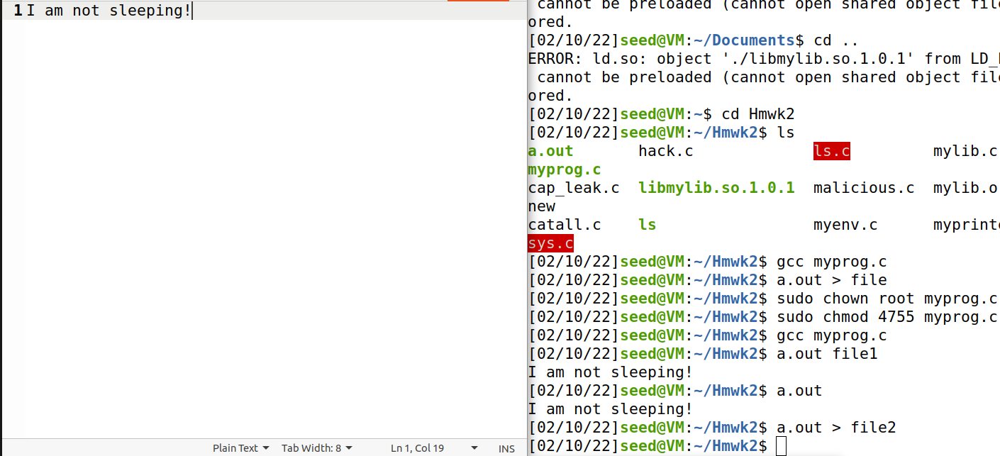 1 I am not sleeping!
Plain Text Tab Width: 8 Ln 1, Col 19 INS
cannot be preloaded (cannot open shared object
ored.
[02/10/22]seed@VM:~/Documents$ cd ..
ERROR: ld.so: object './libmylib.so.1.0.1' from
cannot be preloaded (cannot open shared object
ored.
[02/10/22]seed@VM:~$ cd Hmwk2
[02/10/22]seed@VM:~/Hmwk2$ ls
a.out hack.c ls.c mylib.c
myprog.c
cap_leak.c libmylib.so.1.0.1 malicious.c mylib.o
new
catall.c ls myenv.c
sys.c
[02/10/22]seed@VM:~/Hmwk2$ gcc myprog.c
[02/10/22]seed@VM:~/Hmwk2$ a.out > file
[02/10/22]seed@VM:~/Hmwk2$ sudo chown root myprog.c
[02/10/22]seed@VM:~/Hmwk2$ sudo chmod 4755 myprog.c
[02/10/22]seed@VM:~/Hmwk2$ gcc myprog.c
[02/10/22]seed@VM:~/Hmwk2$ a.out file1
I am not sleeping!
[02/10/22]seed@VM:~/Hmwk2$ a.out
I am not sleeping!
[02/10/22]seed@VM:~/Hmwk2$ a.out > file2
[02/10/22]seed@VM:~/Hmwk2$